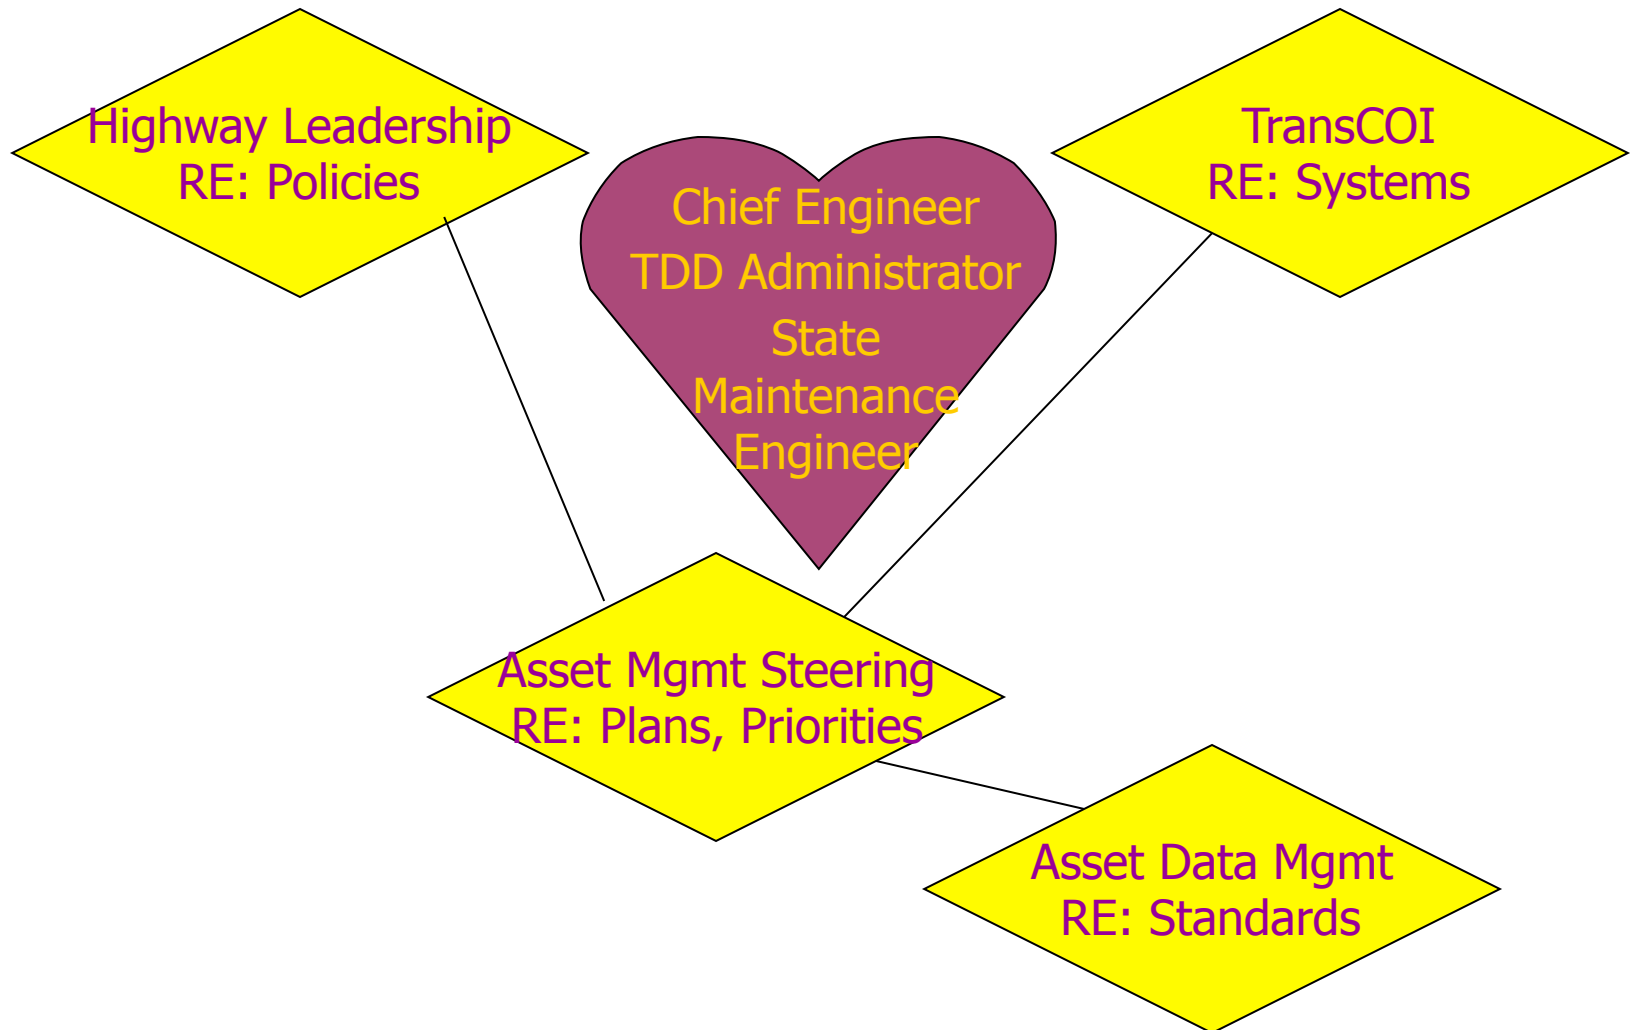 Highway Leadership
RE: Policies
TransCOI
RE: Systems
Chief Engineer
TDD Administrator
State
Maintenance
Engineer
Asset Mgmt Steering
RE: Plans, Priorities
Asset Data Mgmt
RE: Standards